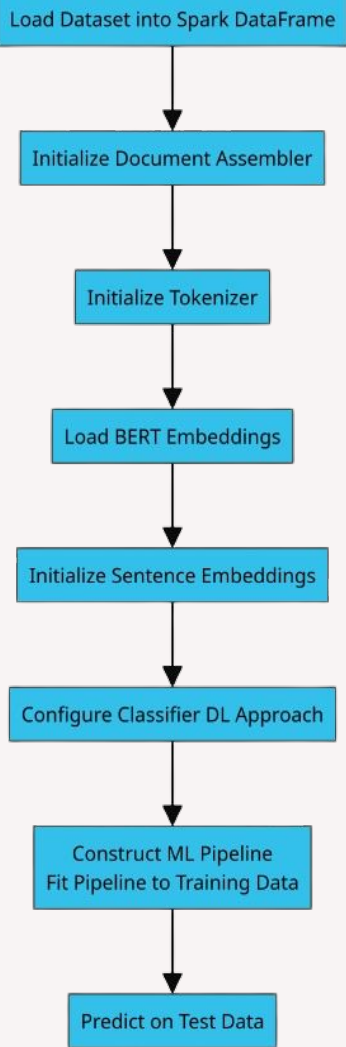 Load Dataset into Spark DataFrame
Initialize Document Assembler
Initialize Tokenizer
Load BERT Embeddings
Initialize Sentence Embeddings
Configure Classifier DL Approach
Construct ML Pipeline
Fit Pipeline to Training Data
Predict on Test Data